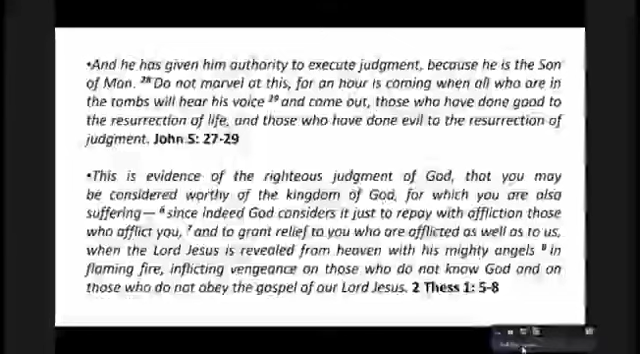 •And he has given him authority to execute judgment, because he is the Son
of Man. 28 Do not marvel at this, for an hour is coming when all who are in
the tombs will hear his voice 29 and come out, those who have done good to
the resurrection of life, and those who have done evil to the resurrection of
judgment. John 5: 27-29
•This is evidence of the righteous judgment of God, that you may
be considered worthy of the kingdom of God, for which you are also
suffering— 6 since indeed God considers it just to repay with affliction those
who afflict you, 7 and to grant relief to you who are afflicted as well as to us,
when the Lord Jesus is revealed from heaven with his mighty angels 8 in
flaming fire, inflicting vengeance on those who do not know God and on
those who do not obey the gospel of our Lord Jesus. 2 Thess 1: 5-8